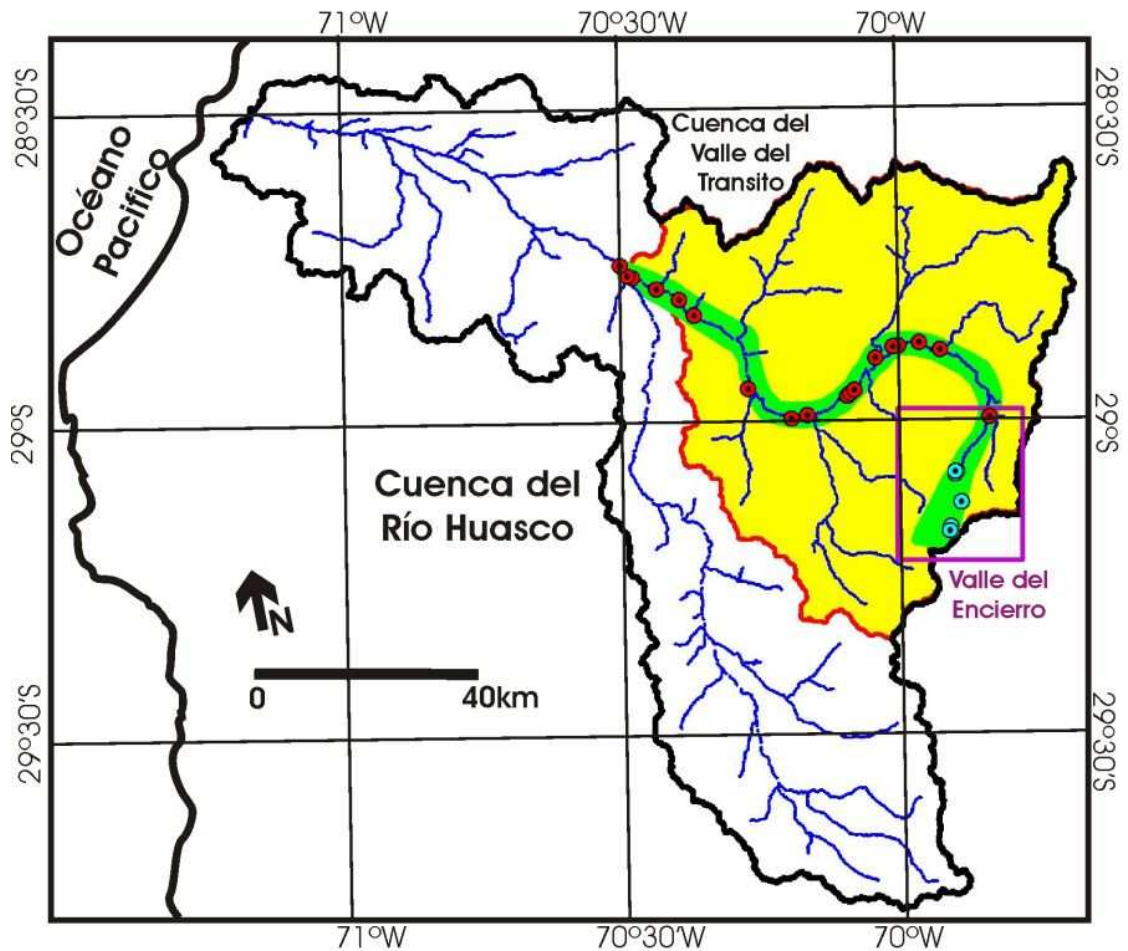 71°W
70°30'W
70°W
28°30'S
28°30'S
Océano
Pacifico
Cuenca del
Valle del
Transito
29°S
29°S
Cuenca del
Río Huasco
Valle del
Encierro
N
0
40km
29°30'S
29°30'S
71°W
70°30'W
70°W